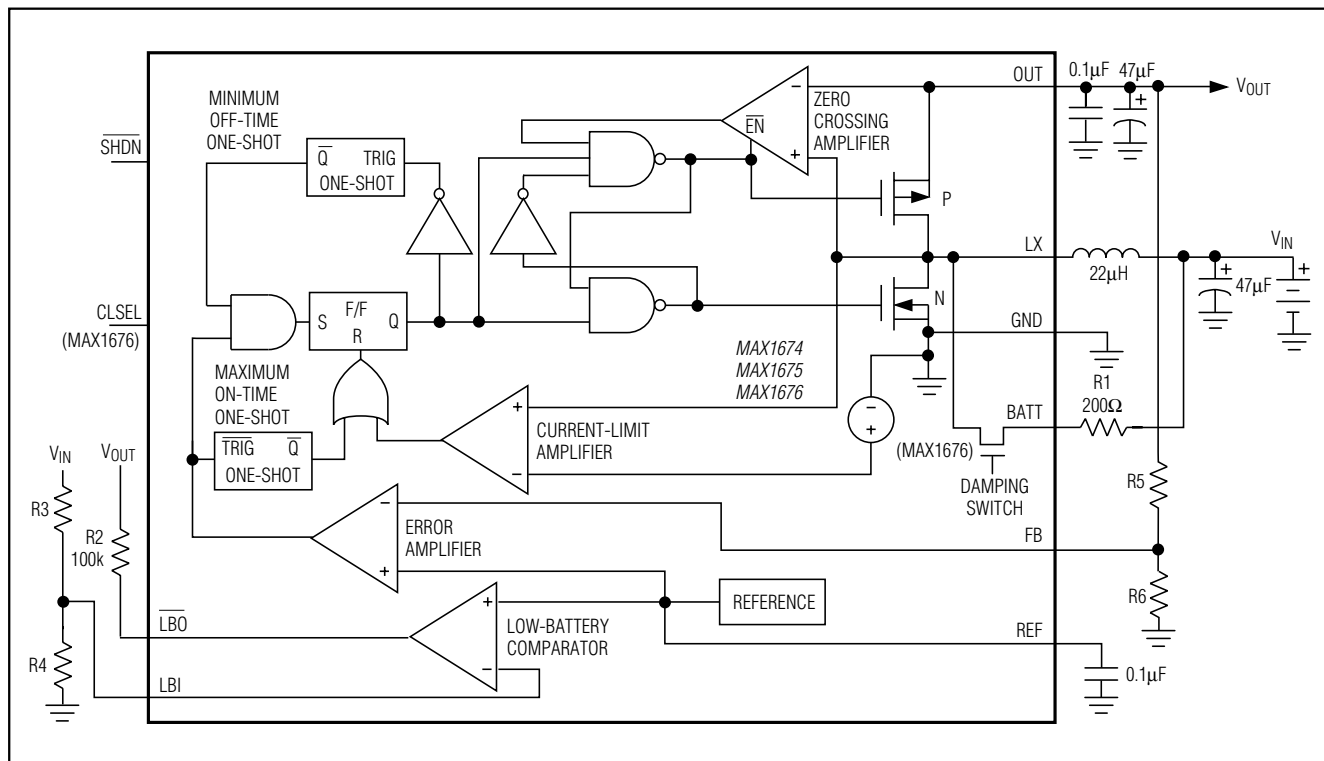 OUT
0.1µF
47µF
+
VOUT
MINIMUM
OFF-TIME
ONE-SHOT
SHDN
Q TRIG
ONE-SHOT
EN
−
+
ZERO
CROSSING
AMPLIFIER
P
LX
22µH
VIN
+
47µF
+
CLSEL
(MAX1676)
S
F/F
R
Q
N
GND
MAX1674
MAX1675
MAX1676
MAXIMUM
ON-TIME
ONE-SHOT
TRIG Q
ONE-SHOT
+
−
CURRENT-LIMIT
AMPLIFIER
−
+
(MAX1676)
BATT
R1
200Ω
DAMPING
SWITCH
VIN
VOUT
R3
R2
100k
R4
−
+
ERROR
AMPLIFIER
FB
R5
R6
REFERENCE
LBO
+
−
LOW-BATTERY
COMPARATOR
REF
0.1µF
LBI